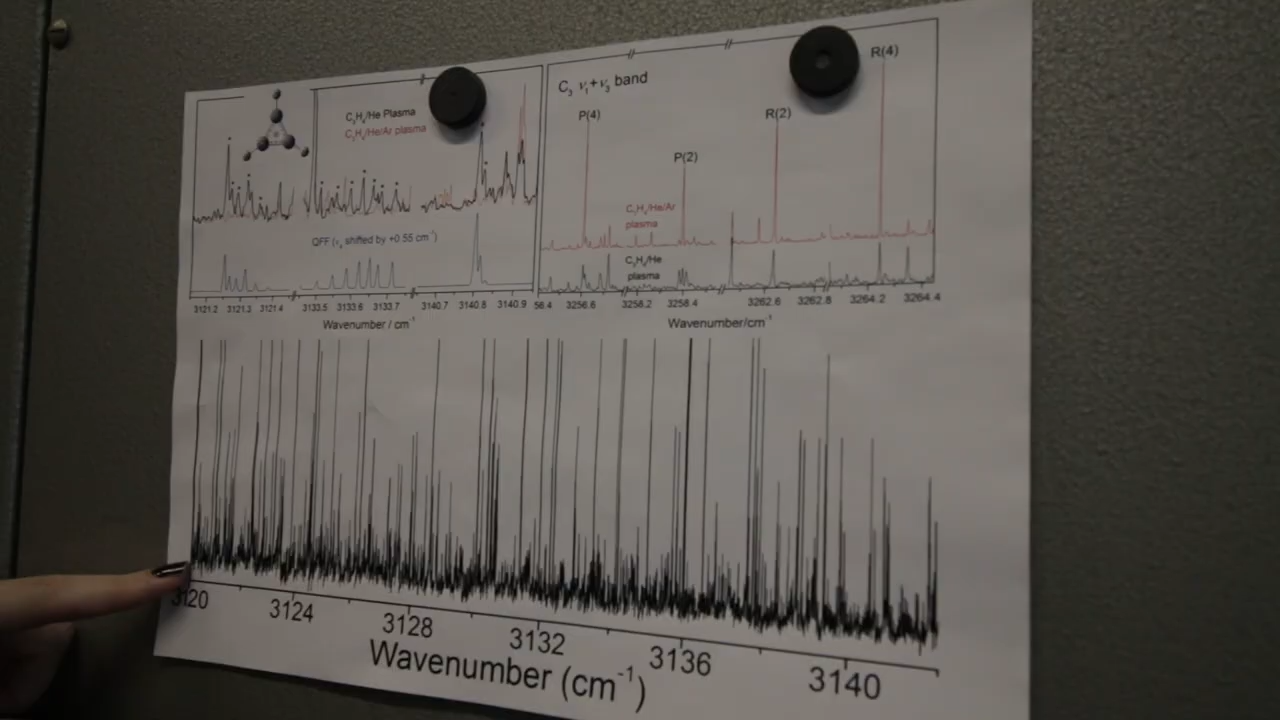 C3H4/He Plasma
C3H4/He/Ar plasma
QFF (ν4 shifted by +0.55 cm-1)
3121.2 3121.3 3121.4 3133.5 3133.6 3133.7 3140.7 3140.8 3140.9
Wavenumber / cm-1
C3 ν1+ν3 band
P(4)
P(2)
R(2)
R(4)
C3H4/He/Ar
plasma
C3H4/He
plasma
58.4 3256.6 3258.2 3258.4 3262.6 3262.8 3264.2 3264.4
Wavenumber/cm-1
3120 3124 3128 3132 3136 3140
Wavenumber (cm-1)